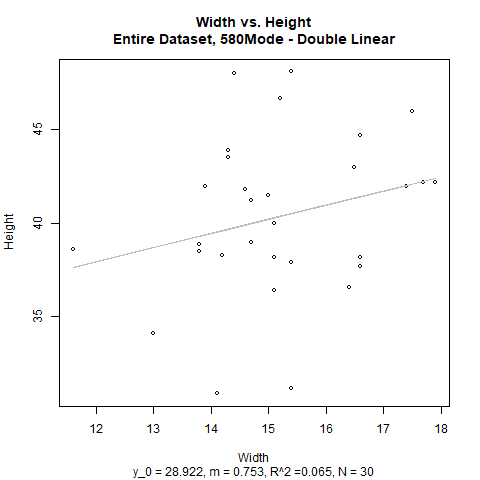 Width vs. Height
Entire Dataset, 580Mode - Double Linear
45
40
35
Height
12 13 14 15 16 17 18
Width
y_0 = 28.922, m = 0.753, R^2 =0.065, N = 30